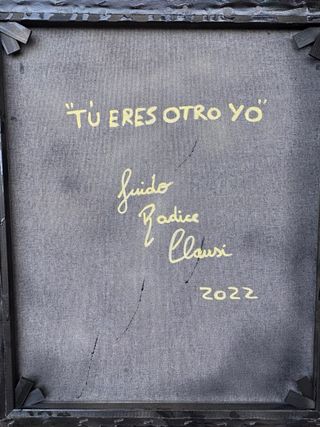 "TÚ ERES OTRO YO"
Guido
Radice
Clausi
2022